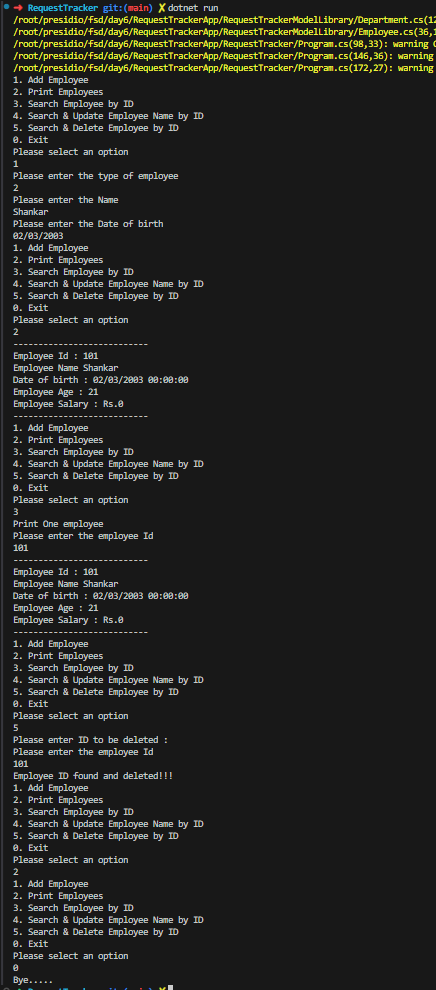 ➜ RequestTracker git:(main) ✗ dotnet run
/root/presidio/fsd/day6/RequestTrackerApp/RequestTrackerModelLibrary/Department.cs(12
/root/presidio/fsd/day6/RequestTrackerApp/RequestTrackerModelLibrary/Employee.cs(36,1
/root/presidio/fsd/day6/RequestTrackerApp/RequestTracker/Program.cs(98,33): warning C
/root/presidio/fsd/day6/RequestTrackerApp/RequestTracker/Program.cs(146,36): warning
/root/presidio/fsd/day6/RequestTrackerApp/RequestTracker/Program.cs(172,27): warning
1. Add Employee
2. Print Employees
3. Search Employee by ID
4. Search & Update Employee Name by ID
5. Search & Delete Employee by ID
0. Exit
Please select an option
1
Please enter the type of employee
2
Please enter the Name
Shankar
Please enter the Date of birth
02/03/2003
1. Add Employee
2. Print Employees
3. Search Employee by ID
4. Search & Update Employee Name by ID
5. Search & Delete Employee by ID
0. Exit
Please select an option
2
---------------------------
Employee Id : 101
Employee Name Shankar
Date of birth : 02/03/2003 00:00:00
Employee Age : 21
Employee Salary : Rs.0
---------------------------
1. Add Employee
2. Print Employees
3. Search Employee by ID
4. Search & Update Employee Name by ID
5. Search & Delete Employee by ID
0. Exit
Please select an option
3
Print One employee
Please enter the employee Id
101
---------------------------
Employee Id : 101
Employee Name Shankar
Date of birth : 02/03/2003 00:00:00
Employee Age : 21
Employee Salary : Rs.0
---------------------------
1. Add Employee
2. Print Employees
3. Search Employee by ID
4. Search & Update Employee Name by ID
5. Search & Delete Employee by ID
0. Exit
Please select an option
5
Please enter ID to be deleted :
Please enter the employee Id
101
Employee ID found and deleted!!!
1. Add Employee
2. Print Employees
3. Search Employee by ID
4. Search & Update Employee Name by ID
5. Search & Delete Employee by ID
0. Exit
Please select an option
2
1. Add Employee
2. Print Employees
3. Search Employee by ID
4. Search & Update Employee Name by ID
5. Search & Delete Employee by ID
0. Exit
Please select an option
0
Bye.....